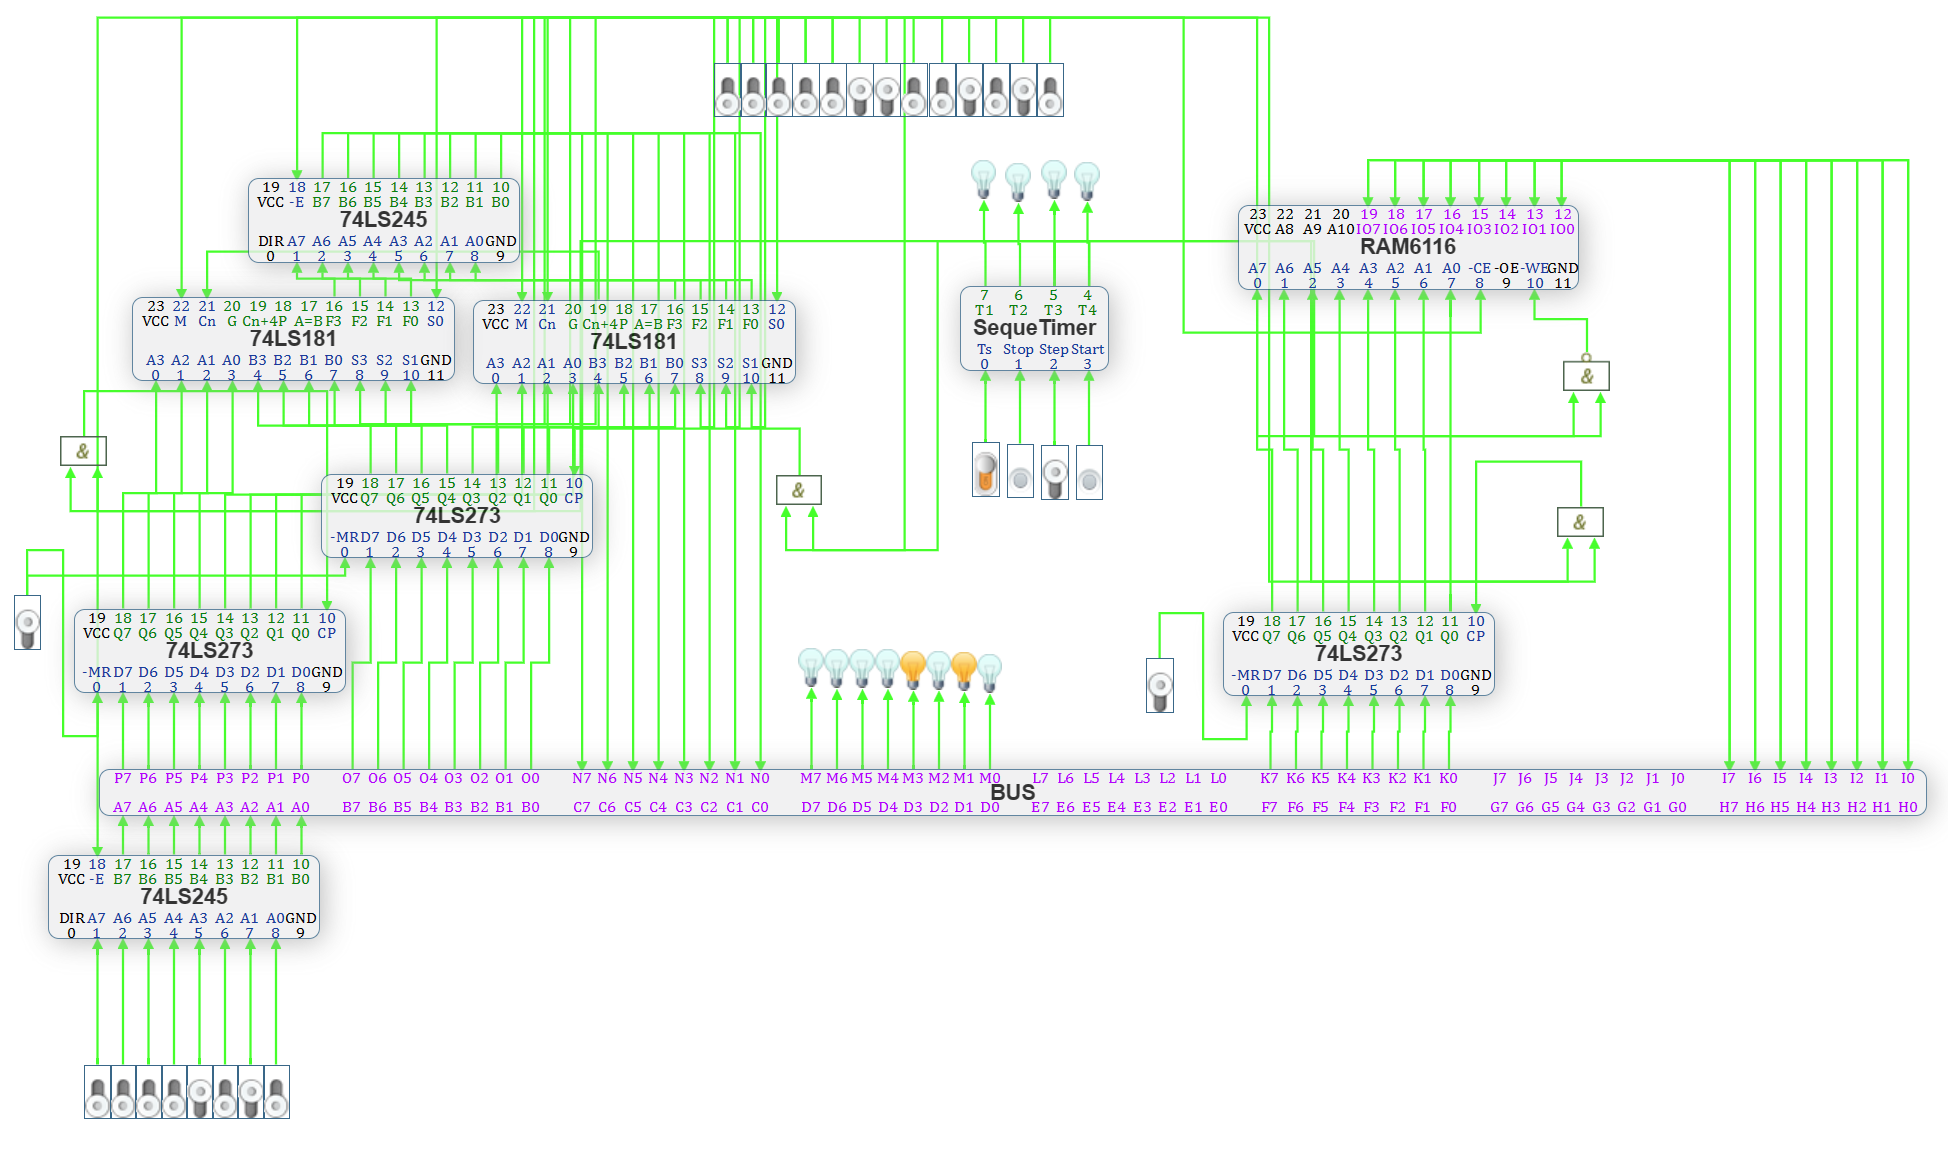 19 18 17 16 15 14 13 12 11 10
VCC -E B7 B6 B5 B4 B3 B2 B1 B0
74LS245
DIR A7 A6 A5 A4 A3 A2 A1 A0 GND
0 1 2 3 4 5 6 7 8 9
23 22 21 20 19 18 17 16 15 14 13 12
VCC A8 A9 A10 IO7 IO6 IO5 IO4 IO3 IO2 IO1 IO0
RAM6116
A7 A6 A5 A4 A3 A2 A1 A0 -CE -OE -WE GND
0 1 2 3 4 5 6 7 8 9 10 11
23 22 21 20 19 18 17 16 15 14 13 12
VCC M Cn G Cn+4 P A=B F3 F2 F1 F0 S0
74LS181
A3 A2 A1 A0 B3 B2 B1 B0 S3 S2 S1 GND
0 1 2 3 4 5 6 7 8 9 10 11
23 22 21 20 19 18 17 16 15 14 13 12
VCC M Cn G Cn+4 P A=B F3 F2 F1 F0 S0
74LS181
A3 A2 A1 A0 B3 B2 B1 B0 S3 S2 S1 GND
0 1 2 3 4 5 6 7 8 9 10 11
7 6 5 4
T1 T2 T3 T4
SequeTimer
Ts Stop Step Start
0 1 2 3
&
&
&
&
19 18 17 16 15 14 13 12 11 10
VCC Q7 Q6 Q5 Q4 Q3 Q2 Q1 Q0 CP
74LS273
-MR D7 D6 D5 D4 D3 D2 D1 D0 GND
0 1 2 3 4 5 6 7 8 9
19 18 17 16 15 14 13 12 11 10
VCC Q7 Q6 Q5 Q4 Q3 Q2 Q1 Q0 CP
74LS273
-MR D7 D6 D5 D4 D3 D2 D1 D0 GND
0 1 2 3 4 5 6 7 8 9
19 18 17 16 15 14 13 12 11 10
VCC Q7 Q6 Q5 Q4 Q3 Q2 Q1 Q0 CP
74LS273
-MR D7 D6 D5 D4 D3 D2 D1 D0 GND
0 1 2 3 4 5 6 7 8 9
P7 P6 P5 P4 P3 P2 P1 P0 O7 O6 O5 O4 O3 O2 O1 O0 N7 N6 N5 N4 N3 N2 N1 N0 M7 M6 M5 M4 M3 M2 M1 M0 L7 L6 L5 L4 L3 L2 L1 L0 K7 K6 K5 K4 K3 K2 K1 K0 J7 J6 J5 J4 J3 J2 J1 J0 I7 I6 I5 I4 I3 I2 I1 I0
BUS
A7 A6 A5 A4 A3 A2 A1 A0 B7 B6 B5 B4 B3 B2 B1 B0 C7 C6 C5 C4 C3 C2 C1 C0 D7 D6 D5 D4 D3 D2 D1 D0 E7 E6 E5 E4 E3 E2 E1 E0 F7 F6 F5 F4 F3 F2 F1 F0 G7 G6 G5 G4 G3 G2 G1 G0 H7 H6 H5 H4 H3 H2 H1 H0
19 18 17 16 15 14 13 12 11 10
VCC -E B7 B6 B5 B4 B3 B2 B1 B0
74LS245
DIR A7 A6 A5 A4 A3 A2 A1 A0 GND
0 1 2 3 4 5 6 7 8 9